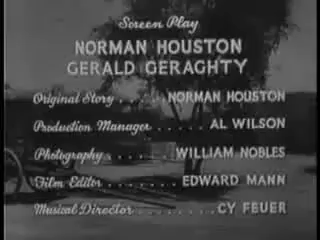 Screen Play
NORMAN HOUSTON
GERALD GERAGHTY
Original Story . . . . NORMAN HOUSTON
Production Manager . . . . . . AL WILSON
Photography . . . . . . WILLIAM NOBLES
Film Editor . . . . . . EDWARD MANN
Musical Director . . . . . . . CY FEUER